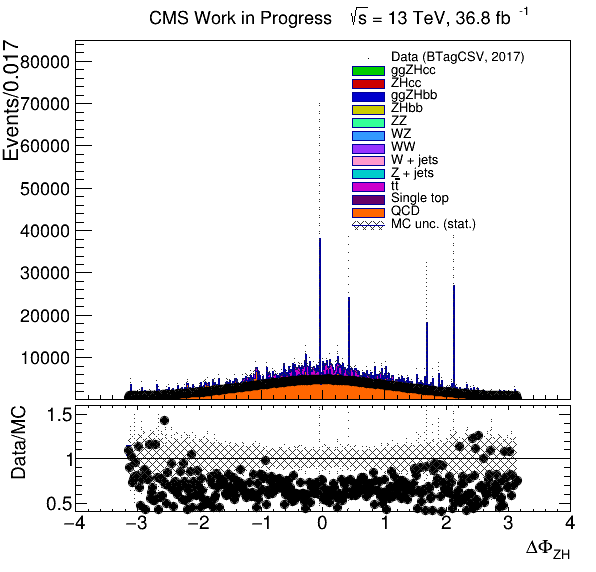 CMS Work in Progress √s = 13 TeV, 36.8 fb⁻¹
Events/0.017
80000
70000
60000
50000
40000
30000
20000
10000
Data (BTagCSV, 2017)
ggZHcc
ZHcc
ggZHbb
ZHbb
ZZ
WZ
WW
W + jets
Z + jets
tt̅
Single top
QCD
MC unc. (stat.)
Data/MC
1.5
1
0.5
−4 −3 −2 −1 0 1 2 3 4
ΔΦ_ZH